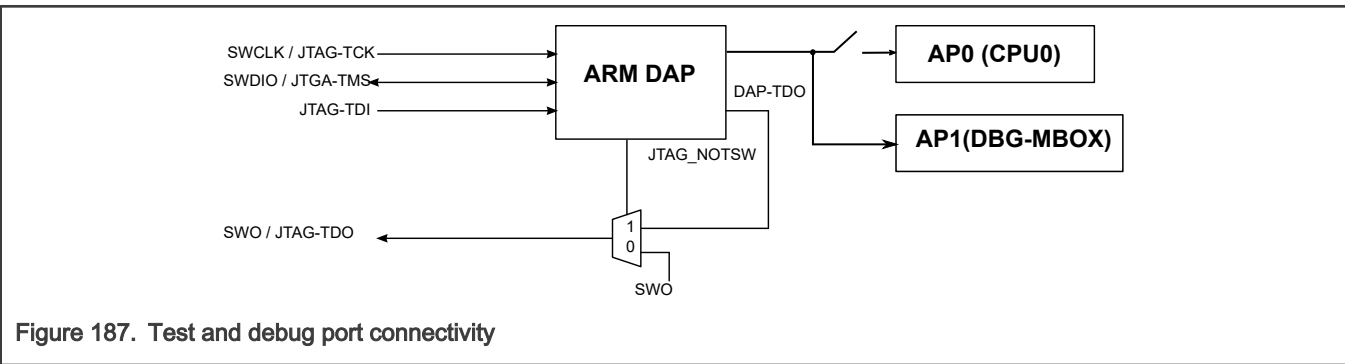 SWCLK / JTAG-TCK
SWDIO / JTGA-TMS
JTAG-TDI
ARM DAP
DAP-TDO
AP0 (CPU0)
AP1(DBG-MBOX)
JTAG_NOTSW
SWO / JTAG-TDO
1
0
SWO
Figure 187. Test and debug port connectivity